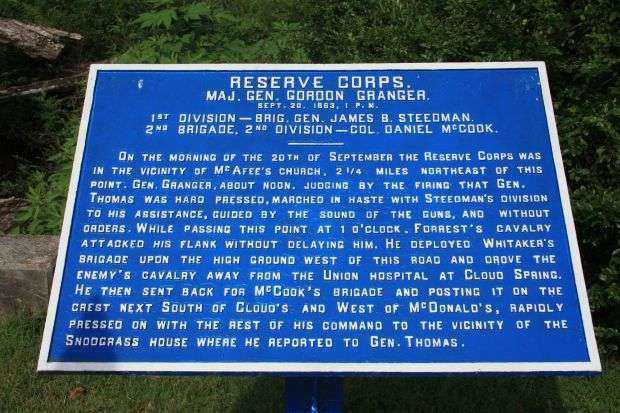 RESERVE CORPS.
MAJ. GEN. GORDON GRANGER.
SEPT. 20, 1863, 1 P.M.
1ST DIVISION—BRIG. GEN. JAMES B. STEEDMAN.
2ND BRIGADE, 2ND DIVISION—COL. DANIEL MCCOOK.
ON THE MORNING OF THE 20TH OF SEPTEMBER THE RESERVE CORPS WAS
IN THE VICINITY OF MCAFEE'S CHURCH, 2 1/4 MILES NORTHEAST OF THIS
POINT. GEN. GRANGER, ABOUT NOON, JUDGING BY THE FIRING THAT GEN.
THOMAS WAS HARD PRESSED, MARCHED IN HASTE WITH STEEDMAN'S DIVISION
TO HIS ASSISTANCE, GUIDED BY THE SOUND OF THE GUNS, AND WITHOUT
ORDERS. WHILE PASSING THIS POINT AT 1 O'CLOCK, FORREST'S CAVALRY
ATTACKED HIS FLANK WITHOUT DELAYING HIM. HE DEPLOYED WHITAKER'S
BRIGADE UPON THE HIGH GROUND WEST OF THIS ROAD AND DROVE THE
ENEMY'S CAVALRY AWAY FROM THE UNION HOSPITAL AT CLOUD SPRING.
HE THEN SENT BACK FOR MCCOOK'S BRIGADE AND POSTING IT ON THE
CREST NEXT SOUTH OF CLOUD'S AND WEST OF MCDONALD'S, RAPIDLY
PRESSED ON WITH THE REST OF HIS COMMAND TO THE VICINITY OF THE
SNODGRASS HOUSE WHERE HE REPORTED TO GEN. THOMAS.